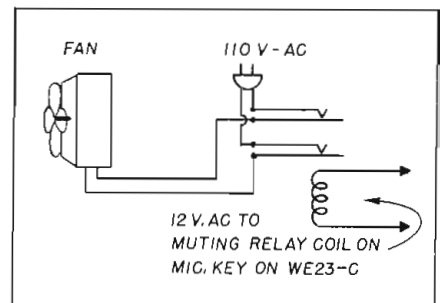 FAN
110 V-AC
12 V. AC TO
MUTING RELAY COIL ON
MIC. KEY ON WE23-C